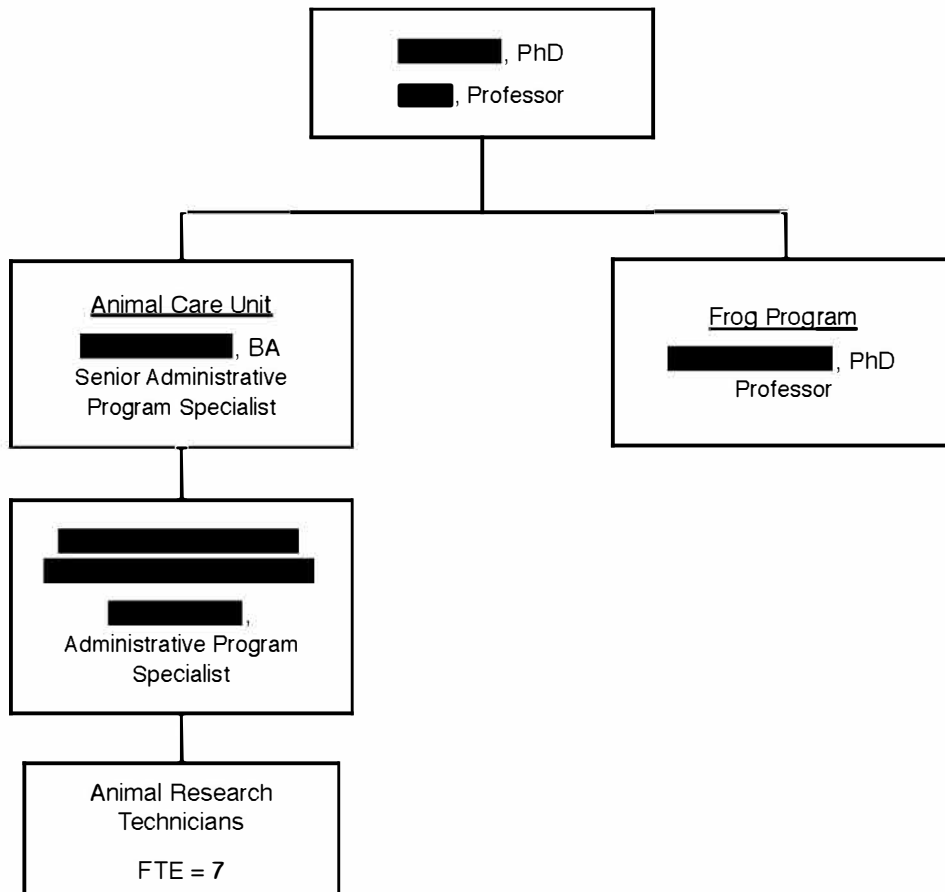 , PhD
, Professor
Animal Care Unit
, BA
Senior Administrative
Program Specialist
Frog Program
, PhD
Professor
,
Administrative Program
Specialist
Animal Research
Technicians
FTE = 7